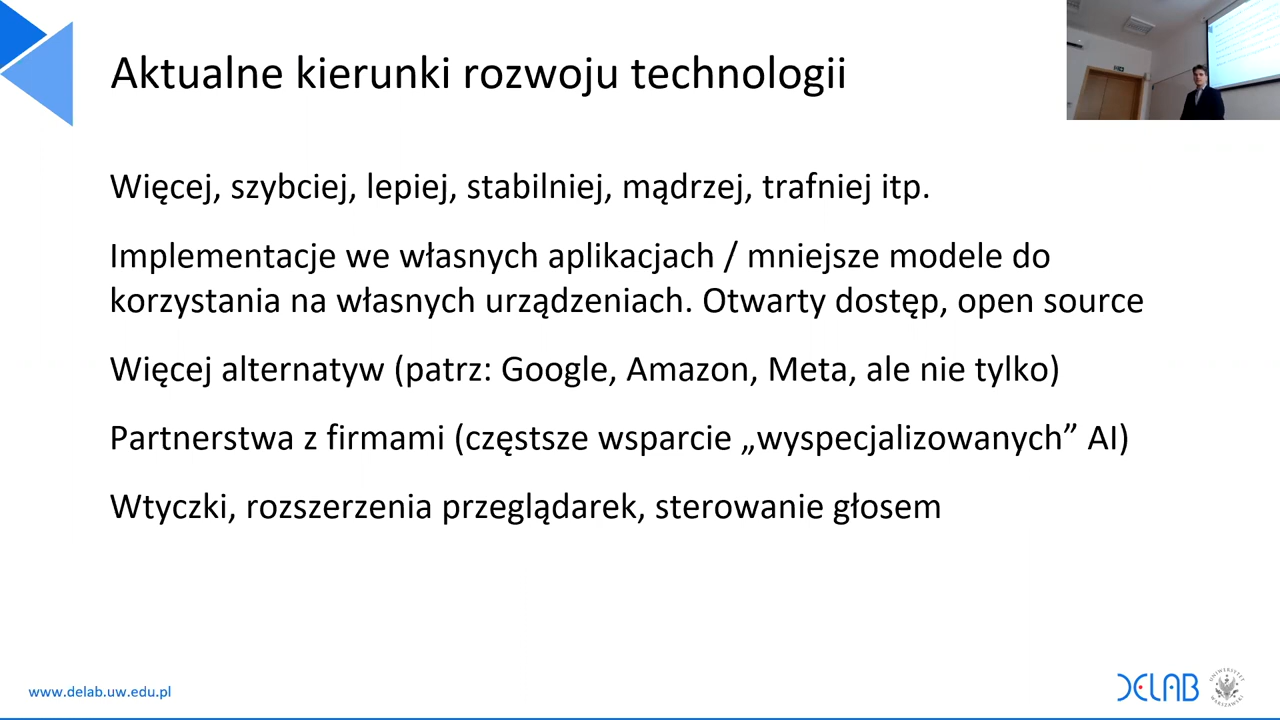 Aktualne kierunki rozwoju technologii
Więcej, szybciej, lepiej, stabilniej, mądrzej, trafniej itp.
Implementacje we własnych aplikacjach / mniejsze modele do
korzystania na własnych urządzeniach. Otwarty dostęp, open source
Więcej alternatyw (patrz: Google, Amazon, Meta, ale nie tylko)
Partnerstwa z firmami (częstsze wsparcie „wyspecjalizowanych” AI)
Wtyczki, rozszerzenia przeglądarek, sterowanie głosem
www.delab.uw.edu.pl
DELAB
UNIWERSYTET
WARSZAWSKI